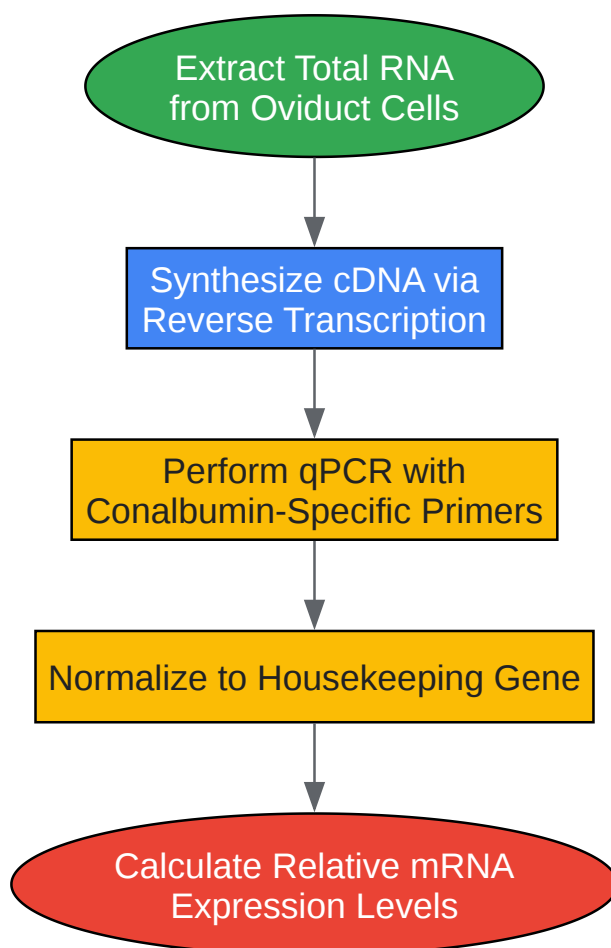 Extract Total RNA
from Oviduct Cells
Synthesize cDNA via
Reverse Transcription
Perform qPCR with
Conalbumin-Specific Primers
Normalize to Housekeeping Gene
Calculate Relative mRNA
Expression Levels